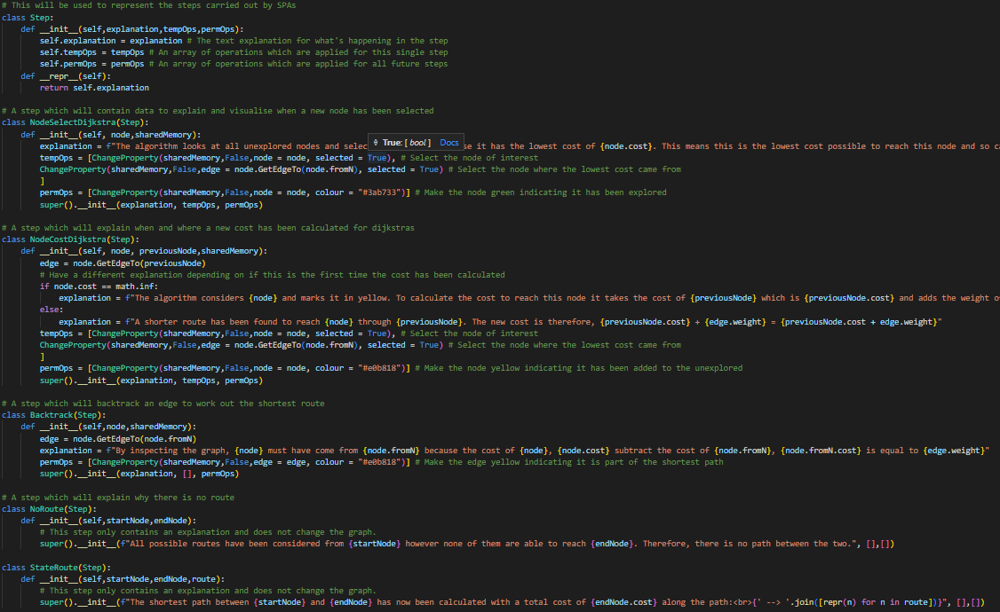 # This will be used to represent the steps carried out by SPAs
class Step:
    def __init__(self,explanation,tempOps,permOps):
        self.explanation = explanation # The text explanation for what's happening in the step
        self.tempOps = tempOps # An array of operations which are applied for this single step
        self.permOps = permOps # An array of operations which are applied for all future steps
    def __repr__(self):
        return self.explanation

# A step which will contain data to explain and visualise when a new node has been selected
class NodeSelectDijkstra(Step):
    def __init__(self, node,sharedMemory):
        explanation = f"The algorithm looks at all unexplored nodes and selec True: [ bool ] Docs se it has the lowest cost of {node.cost}. This means this is the lowest cost possible to reach this node and so
        tempOps = [ChangeProperty(sharedMemory,False,node = node, selected = True), # Select the node of interest
        ChangeProperty(sharedMemory,False,edge = node.GetEdgeTo(node.fromN), selected = True) # Select the node where the lowest cost came from
        ]
        permOps = [ChangeProperty(sharedMemory,False,node = node, colour = "#3ab733")] # Make the node green indicating it has been explored
        super().__init__(explanation, tempOps, permOps)

# A step which will explain when and where a new cost has been calculated for dijkstras
class NodeCostDijkstra(Step):
    def __init__(self, node, previousNode,sharedMemory):
        edge = node.GetEdgeTo(previousNode)
        # Have a different explanation depending on if this is the first time the cost has been calculated
        if node.cost == math.inf:
            explanation = f"The algorithm considers {node} and marks it in yellow. To calculate the cost to reach this node it takes the cost of {previousNode} which is {previousNode.cost} and adds the weight o
        else:
            explanation = f"A shorter route has been found to reach {node} through {previousNode}. The new cost is therefore, {previousNode.cost} + {edge.weight} = {previousNode.cost + edge.weight}"
        tempOps = [ChangeProperty(sharedMemory,False,node = node, selected = True), # Select the node of interest
        ChangeProperty(sharedMemory,False,edge = node.GetEdgeTo(node.fromN), selected = True) # Select the node where the lowest cost came from
        ]
        permOps = [ChangeProperty(sharedMemory,False,node = node, colour = "#e0b818")] # Make the node yellow indicating it has been added to the unexplored
        super().__init__(explanation, tempOps, permOps)

# A step which will backtrack an edge to work out the shortest route
class Backtrack(Step):
    def __init__(self,node,sharedMemory):
        edge = node.GetEdgeTo(node.fromN)
        explanation = f"By inspecting the graph, {node} must have come from {node.fromN} because the cost of {node}, {node.cost} subtract the cost of {node.fromN}, {node.fromN.cost} is equal to {edge.weight}"
        permOps = [ChangeProperty(sharedMemory,False,edge = edge, colour = "#e0b818")] # Make the edge yellow indicating it is part of the shortest path
        super().__init__(explanation, [], permOps)

# A step which will explain why there is no route
class NoRoute(Step):
    def __init__(self,startNode,endNode):
        # This step only contains an explanation and does not change the graph.
        super().__init__(f"All possible routes have been considered from {startNode} however none of them are able to reach {endNode}. Therefore, there is no path between the two.", [],[])

class StateRoute(Step):
    def __init__(self,startNode,endNode,route):
        # This step only contains an explanation and does not change the graph.
        super().__init__(f"The shortest path between {startNode} and {endNode} has now been calculated with a total cost of {endNode.cost} along the path:<br>{' --> '.join([repr(n) for n in route])}", [],[])